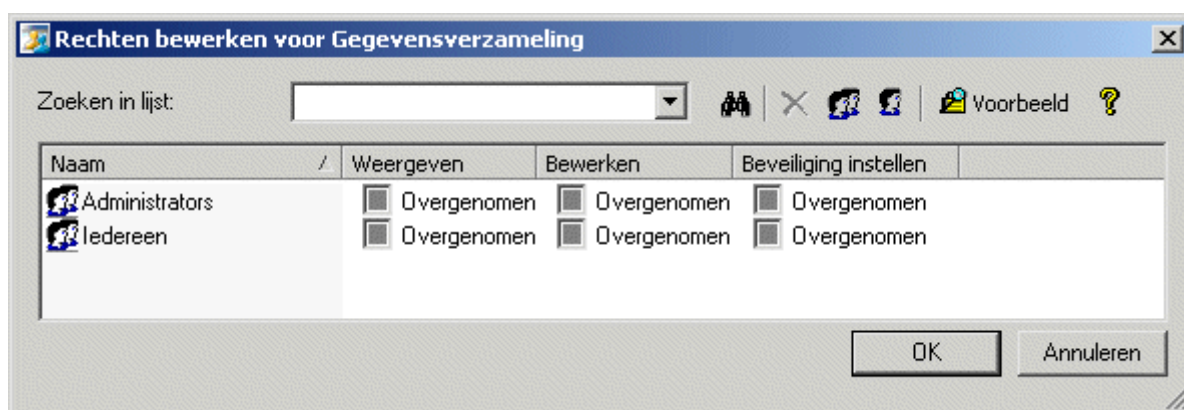 Rechten bewerken voor Gegevensverzameling
Zoeken in lijst: Voorbeeld
Naam Weergeven Bewerken Beveiliging instellen
Administrators Overgenomen Overgenomen Overgenomen
Iedereen Overgenomen Overgenomen Overgenomen
OK Annuleren